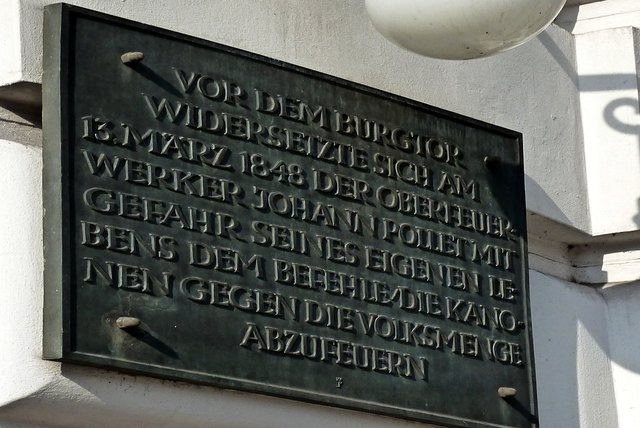 VOR DEM BURGTOR
WIDERSETZTE SICH AM
13. MÄRZ 1848 DER OBERFEUER-
WERKER JOHANN POLLET MIT
GEFAHR SEINES EIGENEN LE-
BENS DEM BEFEHLE, DIE KANO-
NEN GEGEN DIE VOLKSMENGE
ABZUFEUERN